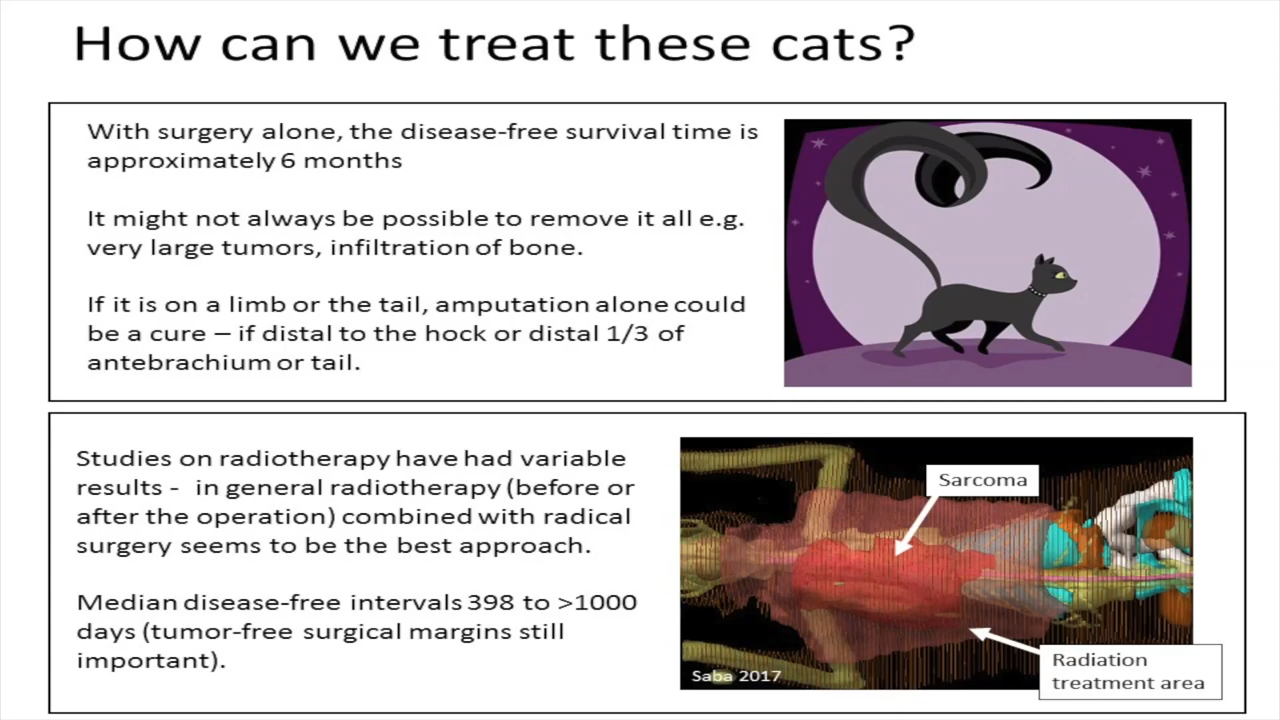 How can we treat these cats?
With surgery alone, the disease-free survival time is
approximately 6 months
It might not always be possible to remove it all e.g.
very large tumors, infiltration of bone.
If it is on a limb or the tail, amputation alone could
be a cure – if distal to the hock or distal 1/3 of
antebrachium or tail.
Studies on radiotherapy have had variable
results -  in general radiotherapy (before or
after the operation) combined with radical
surgery seems to be the best approach.
Median disease-free intervals 398 to >1000
days (tumor-free surgical margins still
important).
Sarcoma
Radiation
treatment area
Saba 2017